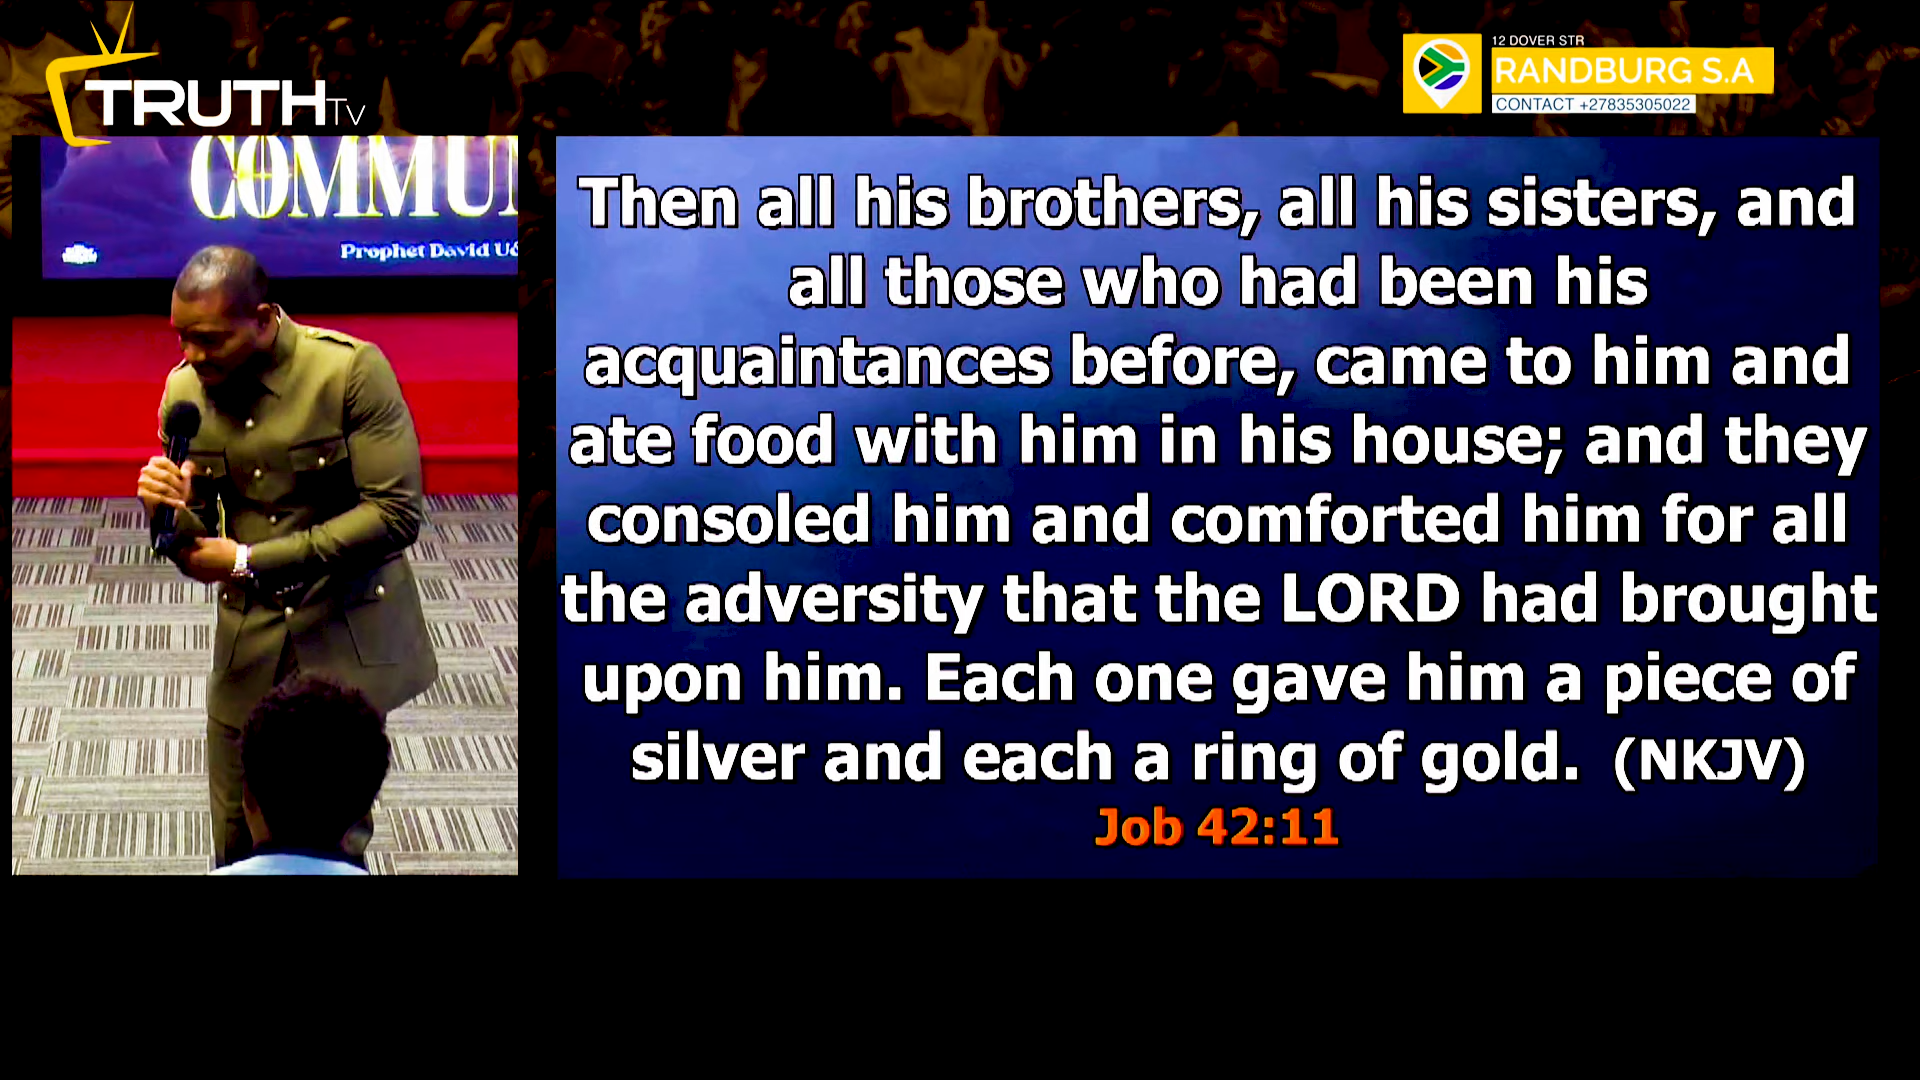 TRUTH TV
12 DOVER STR
RANDBURG S.A
CONTACT +27835305022
Prophet David
Then all his brothers, all his sisters, and
all those who had been his
acquaintances before, came to him and
ate food with him in his house; and they
consoled him and comforted him for all
the adversity that the LORD had brought
upon him. Each one gave him a piece of
silver and each a ring of gold. (NKJV)
Job 42:11